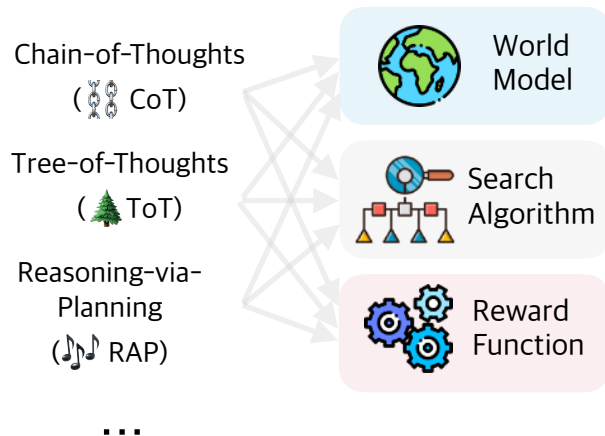 Chain-of-Thoughts
(⛓⛓ CoT)
Tree-of-Thoughts
(🌲 ToT)
Reasoning-via-
Planning
(🎶 RAP)
...
World
Model
Search
Algorithm
Reward
Function